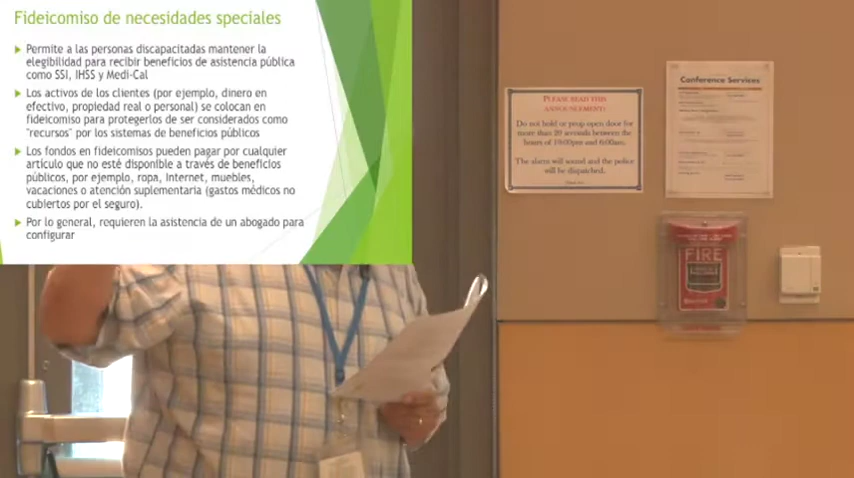 Fideicomiso de necesidades speciales
Permite a las personas discapacitadas mantener la
elegibilidad para recibir beneficios de asistencia pública
como SSI, IHSS y Medi-Cal
Los activos de los clientes (por ejemplo, dinero en
efectivo, propiedad real o personal) se colocan en
fideicomiso para protegerlos de ser considerados como
"recursos" por los sistemas de beneficios públicos
Los fondos en fideicomisos pueden pagar por cualquier
artículo que no esté disponible a través de beneficios
públicos, por ejemplo, ropa, Internet, muebles,
vacaciones o atención suplementaria (gastos médicos no
cubiertos por el seguro).
Por lo general, requieren la asistencia de un abogado para
configurar
PLEASE READ THIS
ANNOUNCEMENT:
Do not hold or prop open door for
more than 20 seconds between the
hours of 10:00pm and 6:00am.
The alarm will sound and the police
will be dispatched.
Conference Services
FIRE